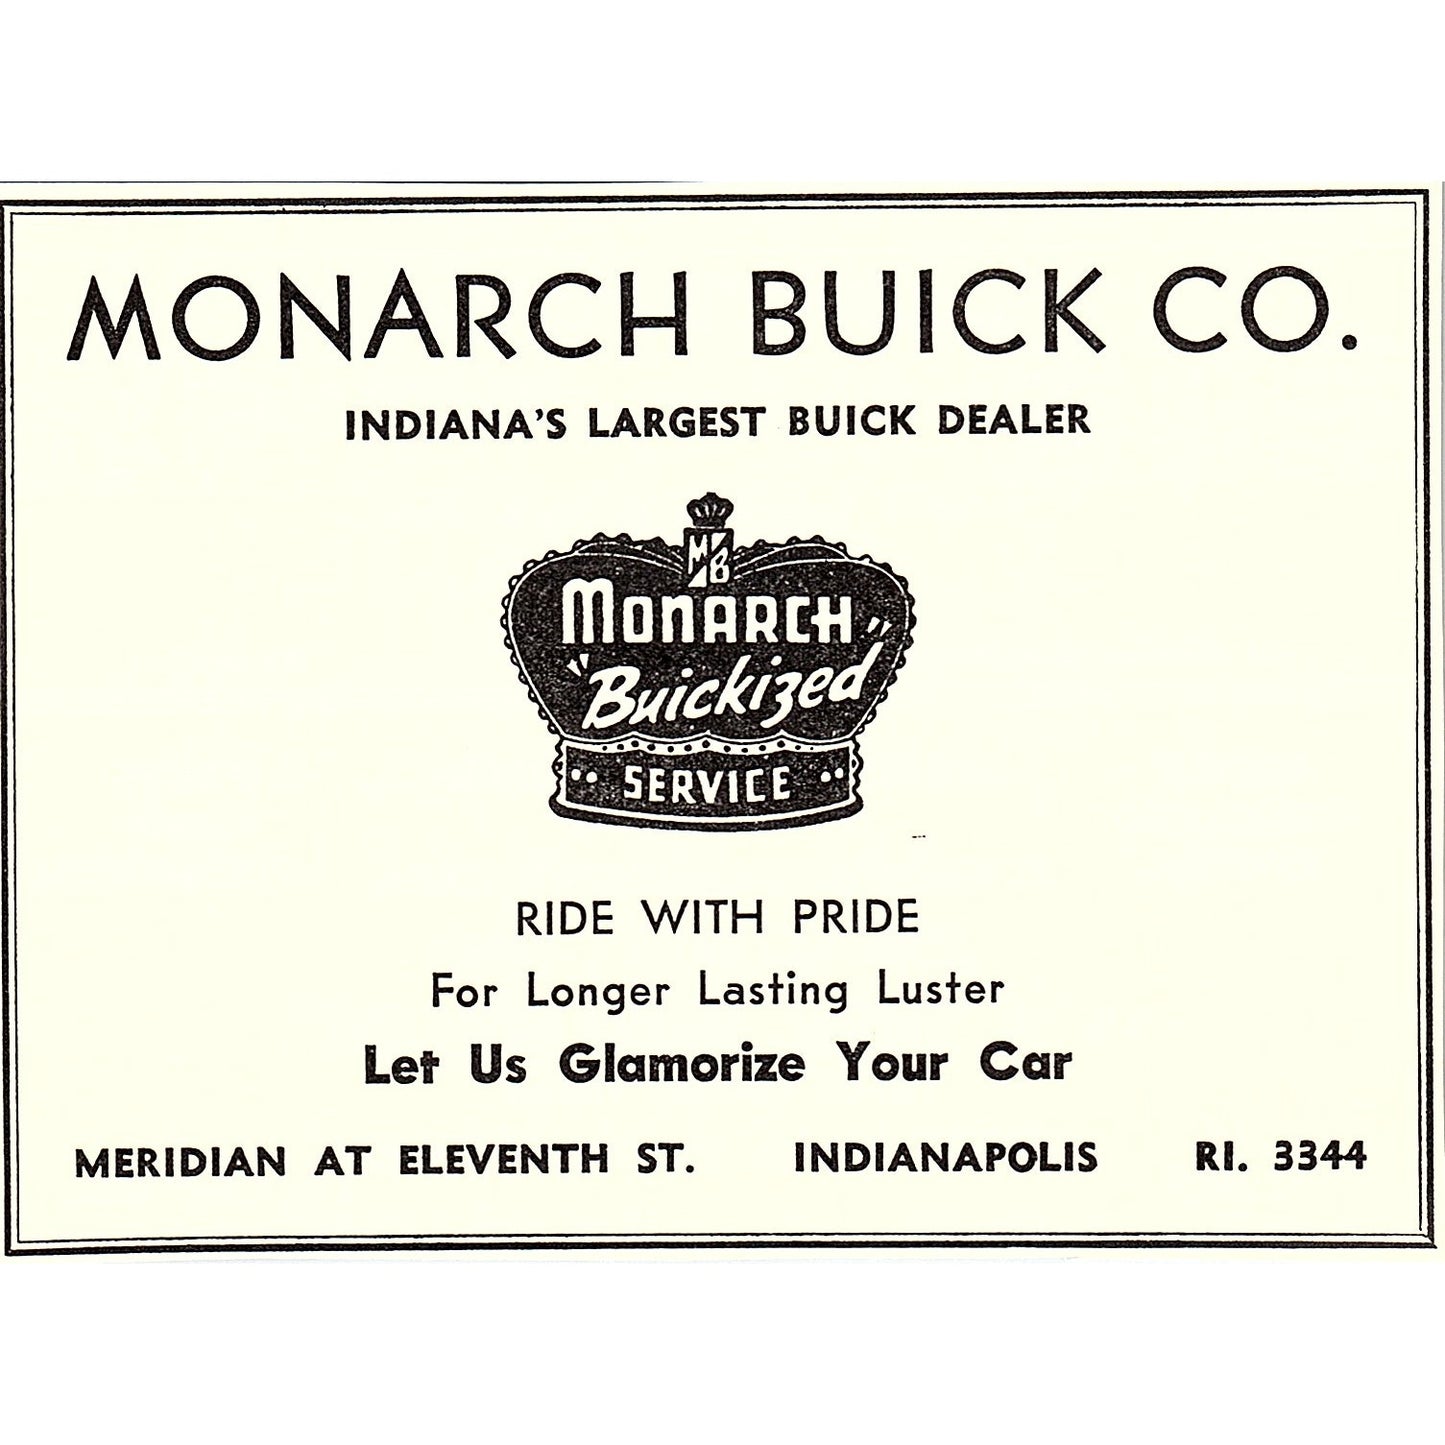 MONARCH BUICK CO.
INDIANA'S LARGEST BUICK DEALER
M B
MONARCH
"Buickized"
SERVICE
RIDE WITH PRIDE
For Longer Lasting Luster
Let Us Glamorize Your Car
MERIDIAN AT ELEVENTH ST. INDIANAPOLIS RI. 3344